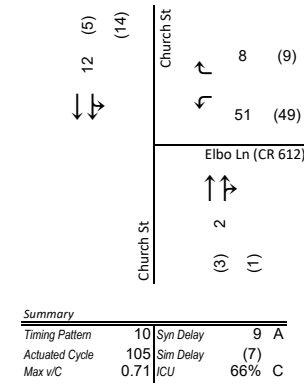 (5) (14)
12
Church St
8 (9)
51 (49)
Elbo Ln (CR 612)
Church St
2
(3) (1)
Summary
Timing Pattern 10 Syn Delay 9 A
Actuated Cycle 105 Sim Delay (7)
Max v/C 0.71 ICU 66% C